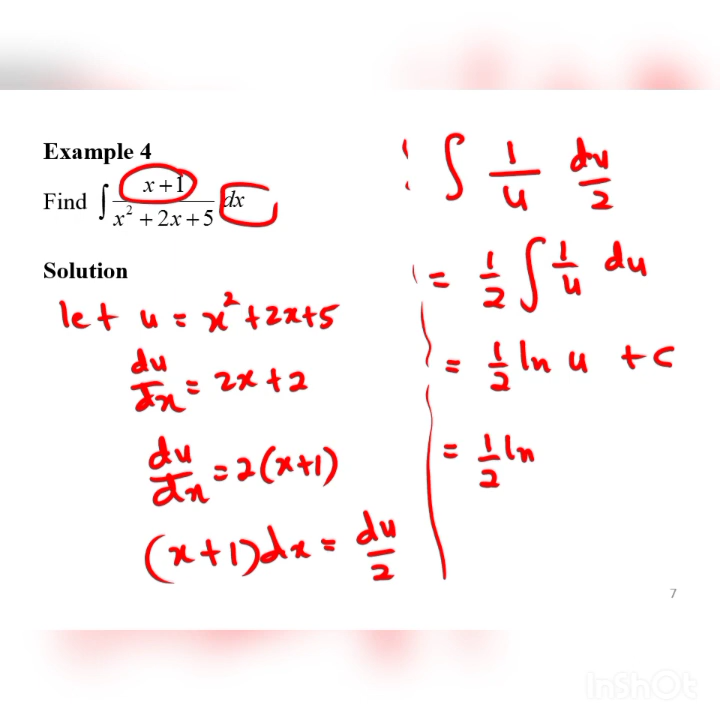 Example 4
Find ∫ (x+1)/(x² + 2x + 5) dx
Solution
let u = x² + 2x + 5
du/dx = 2x + 2
du/dx = 2(x+1)
(x+1)dx = du/2
∫ 1/u du/2
= 1/2 ∫ 1/u du
= 1/2 ln u + c
= 1/2 ln
7
InShOt